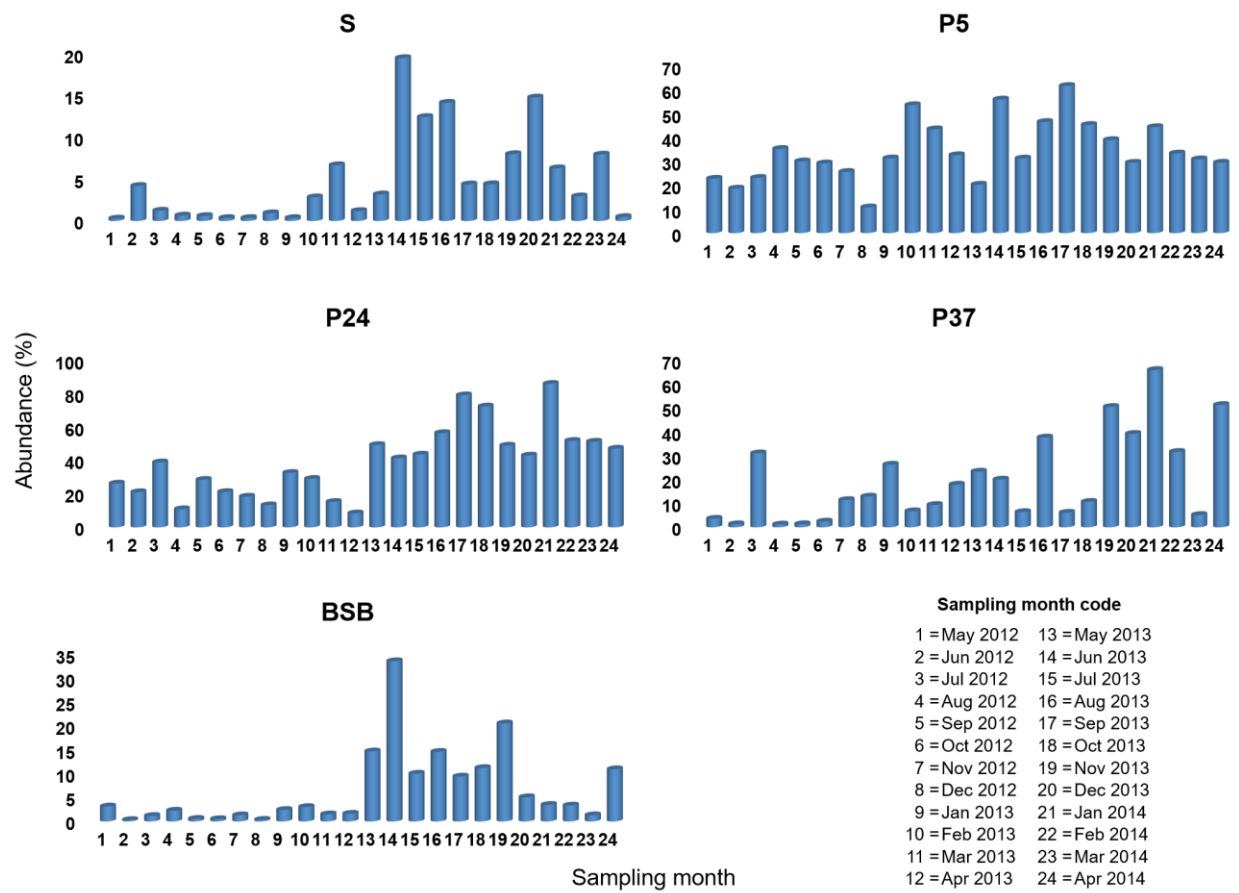 S
20
15
10
5
0
1 2 3 4 5 6 7 8 9 10 11 12 13 14 15 16 17 18 19 20 21 22 23 24
P5
70
60
50
40
30
20
10
0
1 2 3 4 5 6 7 8 9 10 11 12 13 14 15 16 17 18 19 20 21 22 23 24
Abundance (%)
P24
100
80
60
40
20
0
1 2 3 4 5 6 7 8 9 10 11 12 13 14 15 16 17 18 19 20 21 22 23 24
P37
70
60
50
40
30
20
10
0
1 2 3 4 5 6 7 8 9 10 11 12 13 14 15 16 17 18 19 20 21 22 23 24
BSB
35
30
25
20
15
10
5
0
1 2 3 4 5 6 7 8 9 10 11 12 13 14 15 16 17 18 19 20 21 22 23 24
Sampling month
Sampling month code
1 =May 2012 13 =May 2013
2 =Jun 2012 14 =Jun 2013
3 =Jul 2012 15 =Jul 2013
4 =Aug 2012 16 =Aug 2013
5 =Sep 2012 17 =Sep 2013
6 =Oct 2012 18 =Oct 2013
7 =Nov 2012 19 =Nov 2013
8 =Dec 2012 20 =Dec 2013
9 =Jan 2013 21 =Jan 2014
10 =Feb 2013 22 =Feb 2014
11 =Mar 2013 23 =Mar 2014
12 =Apr 2013 24 =Apr 2014